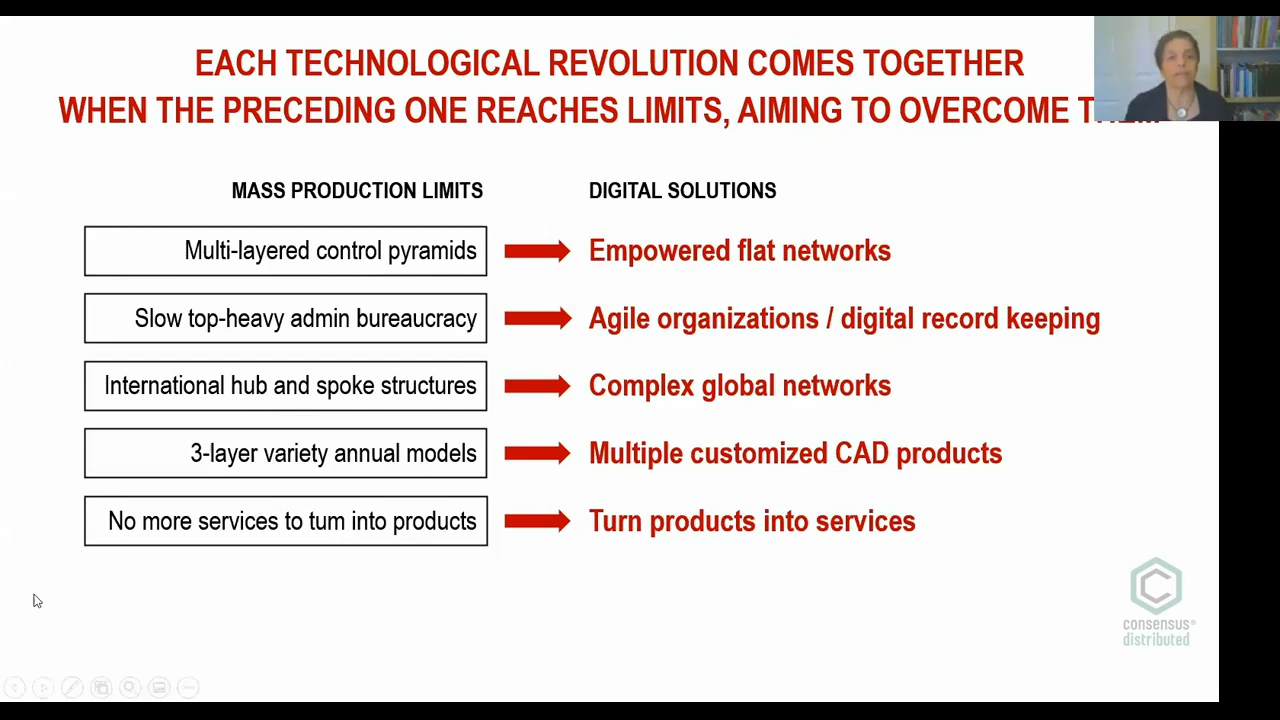 EACH TECHNOLOGICAL REVOLUTION COMES TOGETHER
WHEN THE PRECEDING ONE REACHES LIMITS, AIMING TO OVERCOME
MASS PRODUCTION LIMITS
DIGITAL SOLUTIONS
Multi-layered control pyramids
Empowered flat networks
Slow top-heavy admin bureaucracy
Agile organizations / digital record keeping
International hub and spoke structures
Complex global networks
3-layer variety annual models
Multiple customized CAD products
No more services to turn into products
Turn products into services
consensus®
distributed